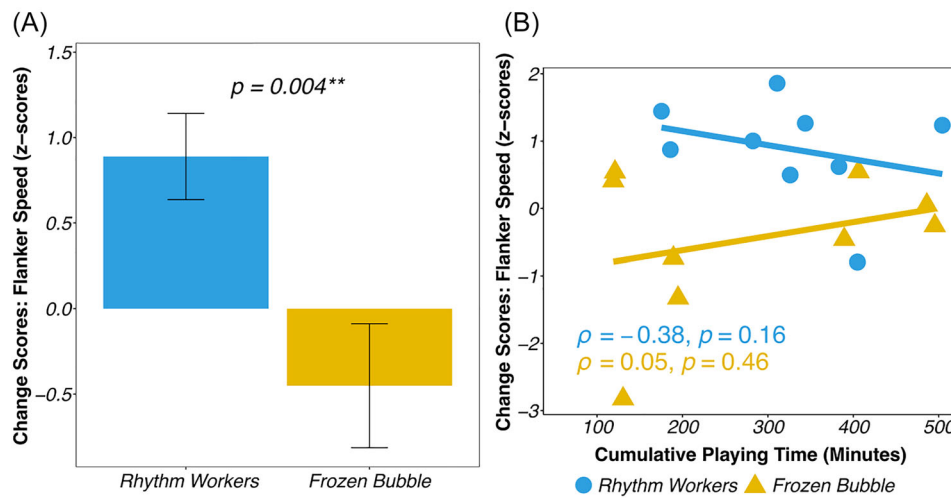 (A)
Change Scores: Flanker Speed (z−scores)
1.5
1.0
0.5
0.0
−0.5
p = 0.004**
Rhythm Workers
Frozen Bubble
(B)
Change Scores: Flanker Speed (z−scores)
2
1
0
−1
−2
−3
ρ = −0.38, p = 0.16
ρ = 0.05, p = 0.46
100 200 300 400 500
Cumulative Playing Time (Minutes)
Rhythm Workers Frozen Bubble